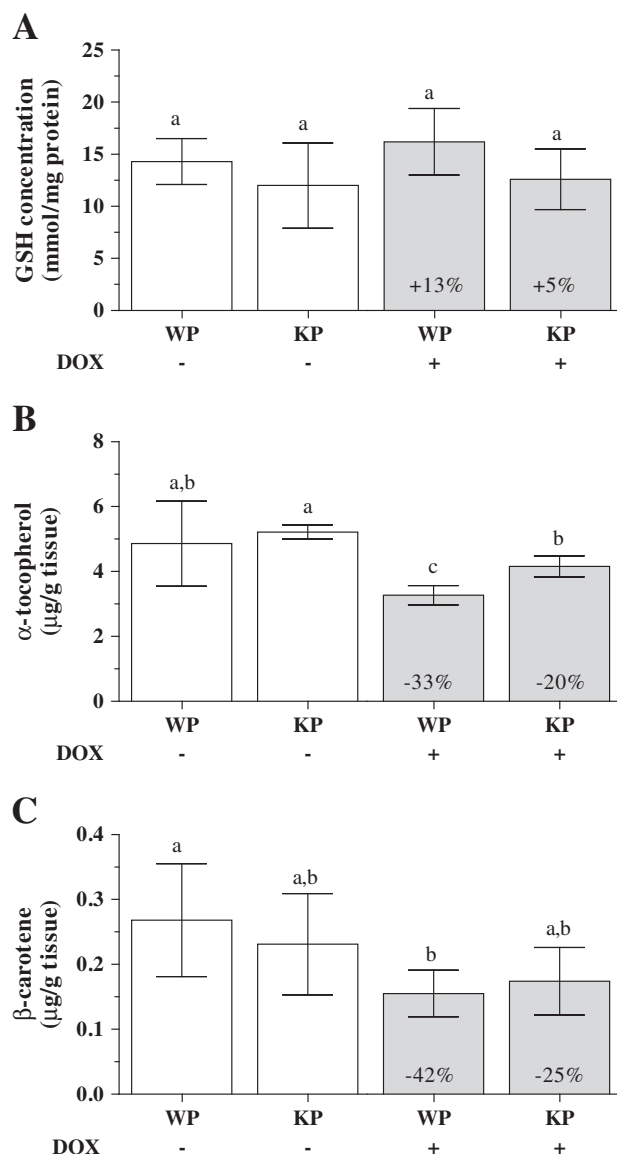 A
GSH concentration
(mmol/mg protein)
25
20
15
10
5
0
a
a
a
a
+13%
+5%
WP
KP
WP
KP
DOX
-
-
+
+
B
α-tocopherol
(µg/g tissue)
8
6
4
2
0
a,b
a
c
b
-33%
-20%
WP
KP
WP
KP
DOX
-
-
+
+
C
β-carotene
(µg/g tissue)
0.4
0.3
0.2
0.1
0.0
a
a,b
b
a,b
-42%
-25%
WP
KP
WP
KP
DOX
-
-
+
+